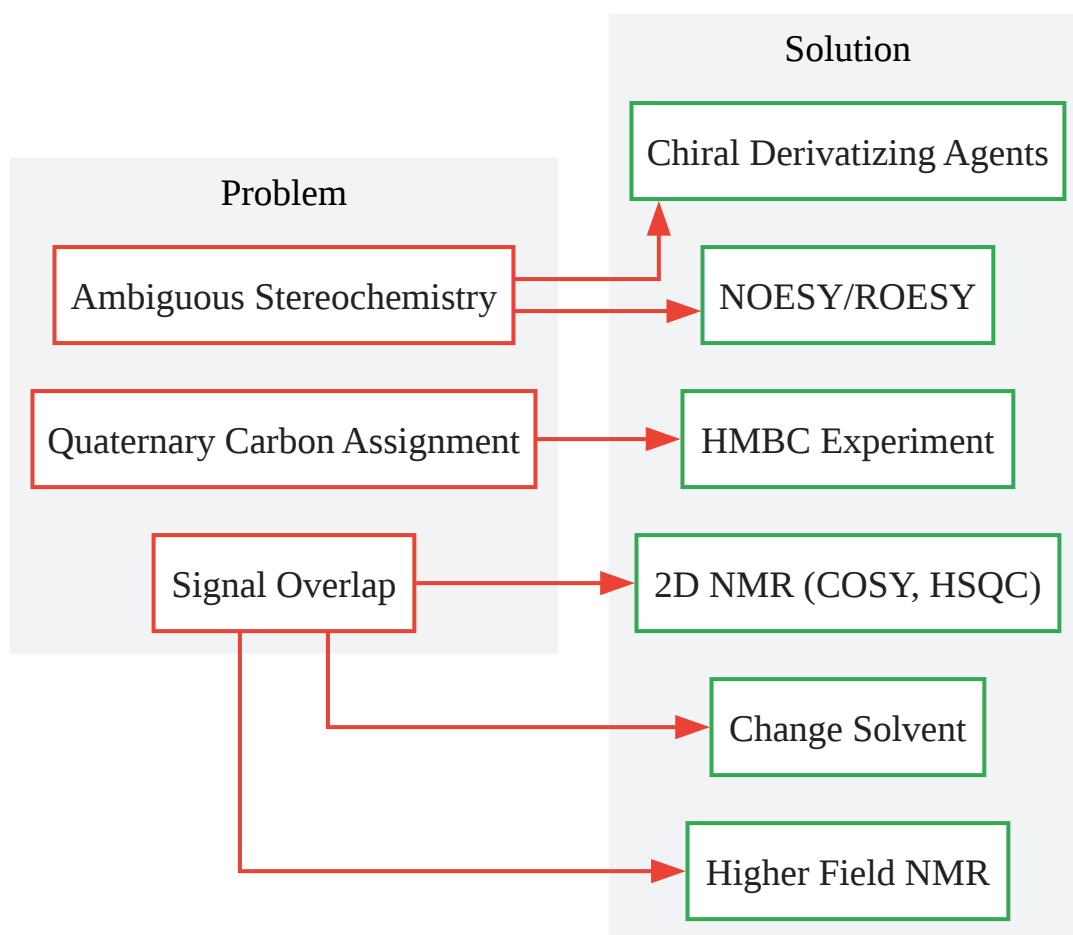 Problem
Ambiguous Stereochemistry
Quaternary Carbon Assignment
Signal Overlap
Solution
Chiral Derivatizing Agents
NOESY/ROESY
HMBC Experiment
2D NMR (COSY, HSQC)
Change Solvent
Higher Field NMR